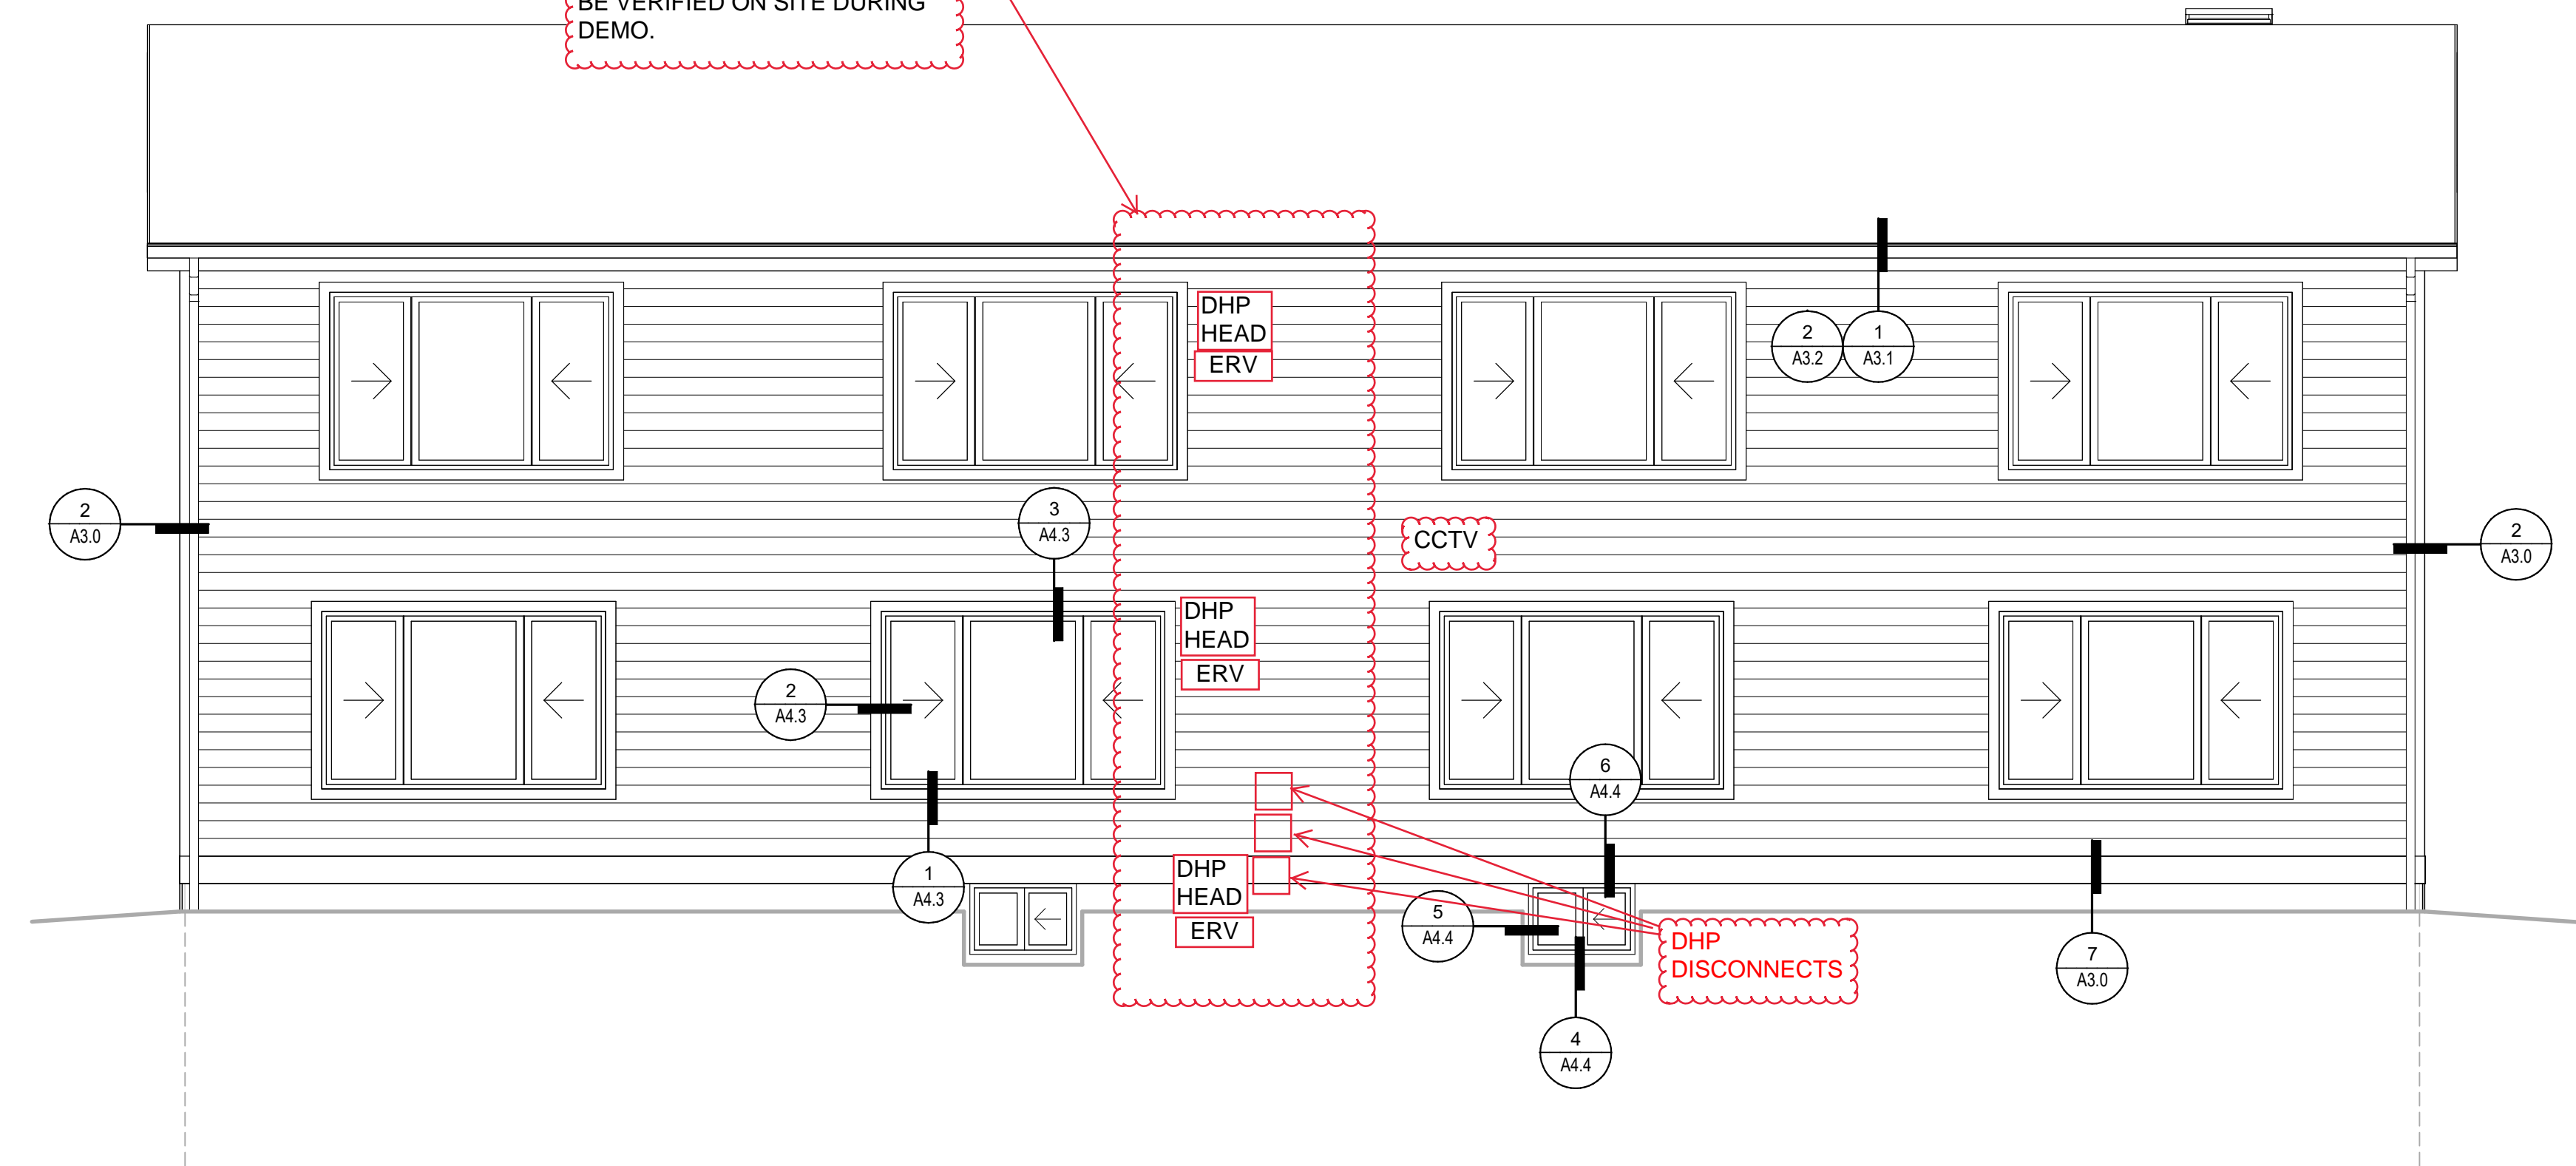 BE VERIFIED ON SITE DURING
DEMO.
DHP
HEAD
ERV
2
A3.2
1
A3.1
2
A3.0
3
A4.3
CCTV
2
A3.0
DHP
HEAD
ERV
2
A4.3
6
A4.4
1
A4.3
DHP
HEAD
ERV
5
A4.4
DHP
DISCONNECTS
7
A3.0
4
A4.4